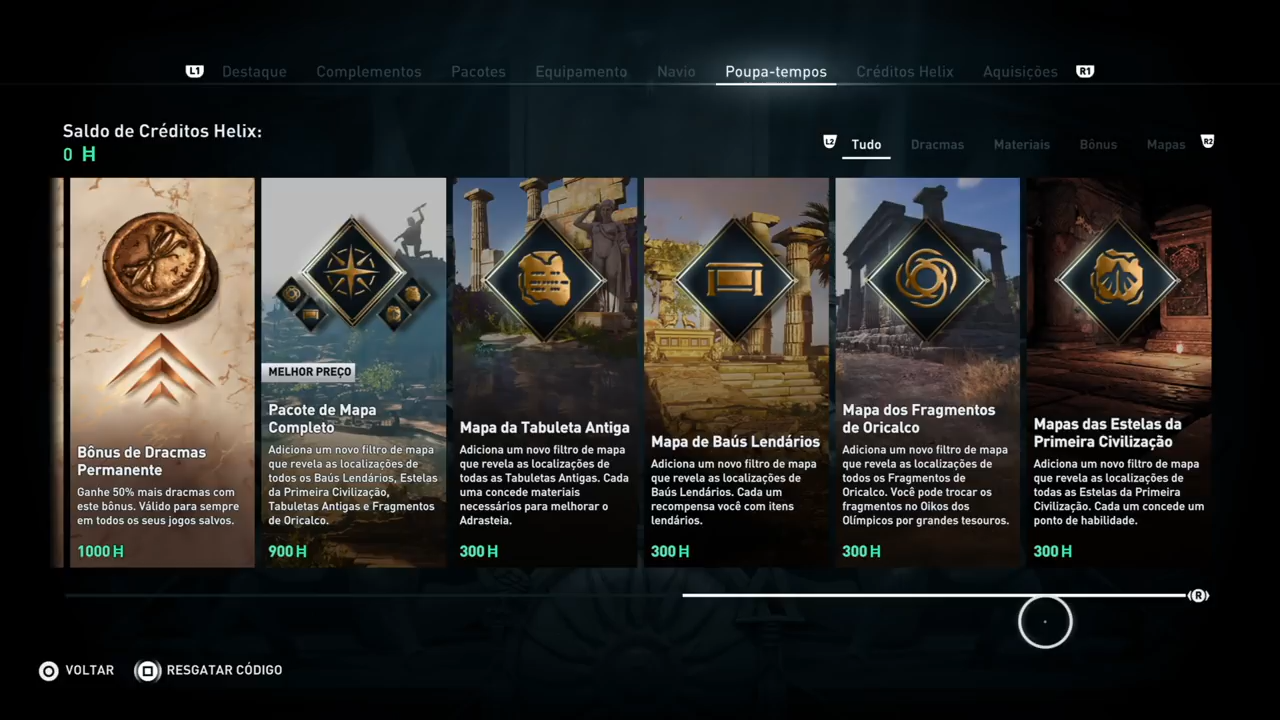 L1 Destaque Complementos Pacotes Equipamento Navio Poupa-tempos Créditos Helix Aquisições R1
Saldo de Créditos Helix:
0 H
L2 Tudo Dracmas Materiais Bônus Mapas R2
Bônus de Dracmas
Permanente
Ganhe 50% mais dracmas com
este bônus. Válido para sempre
em todos os seus jogos salvos.
1000 H
MELHOR PREÇO
Pacote de Mapa
Completo
Adiciona um novo filtro de mapa
que revela as localizações de
todos os Baús Lendários, Estelas
da Primeira Civilização,
Tabuletas Antigas e Fragmentos
de Oricalco.
900 H
Mapa da Tabuleta Antiga
Adiciona um novo filtro de mapa
que revela as localizações de
todas as Tabuletas Antigas. Cada
uma concede materiais
necessários para melhorar o
Adrasteia.
300 H
Mapa de Baús Lendários
Adiciona um novo filtro de mapa
que revela as localizações de
Baús Lendários. Cada um
recompensa você com itens
lendários.
300 H
Mapa dos Fragmentos
de Oricalco
Adiciona um novo filtro de mapa
que revela as localizações de
todos os Fragmentos de
Oricalco. Você pode trocar os
fragmentos no Oikos dos
Olímpicos por grandes tesouros.
300 H
Mapas das Estelas da
Primeira Civilização
Adiciona um novo filtro de mapa
que revela as localizações de
todas as Estelas da Primeira
Civilização. Cada um concede um
ponto de habilidade.
300 H
R
VOLTAR RESGATAR CÓDIGO